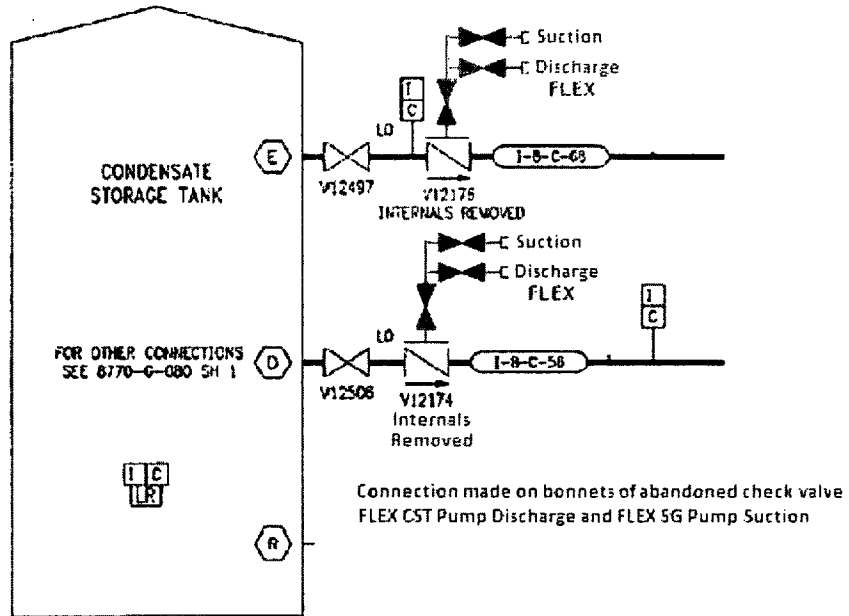 Suction
Discharge
FLEX
I
C
LO
E
I-8-C-68
CONDENSATE
STORAGE TANK
V12497
V12176
INTERNALS REMOVED
Suction
Discharge
FLEX
I
C
LO
FOR OTHER CONNECTIONS
SEE 8770-G-080 SH 1
D
I-8-C-58
V12506
V12174
Internals
Removed
I C
LR
Connection made on bonnets of abandoned check valve
FLEX CST Pump Discharge and FLEX SG Pump Suction
R